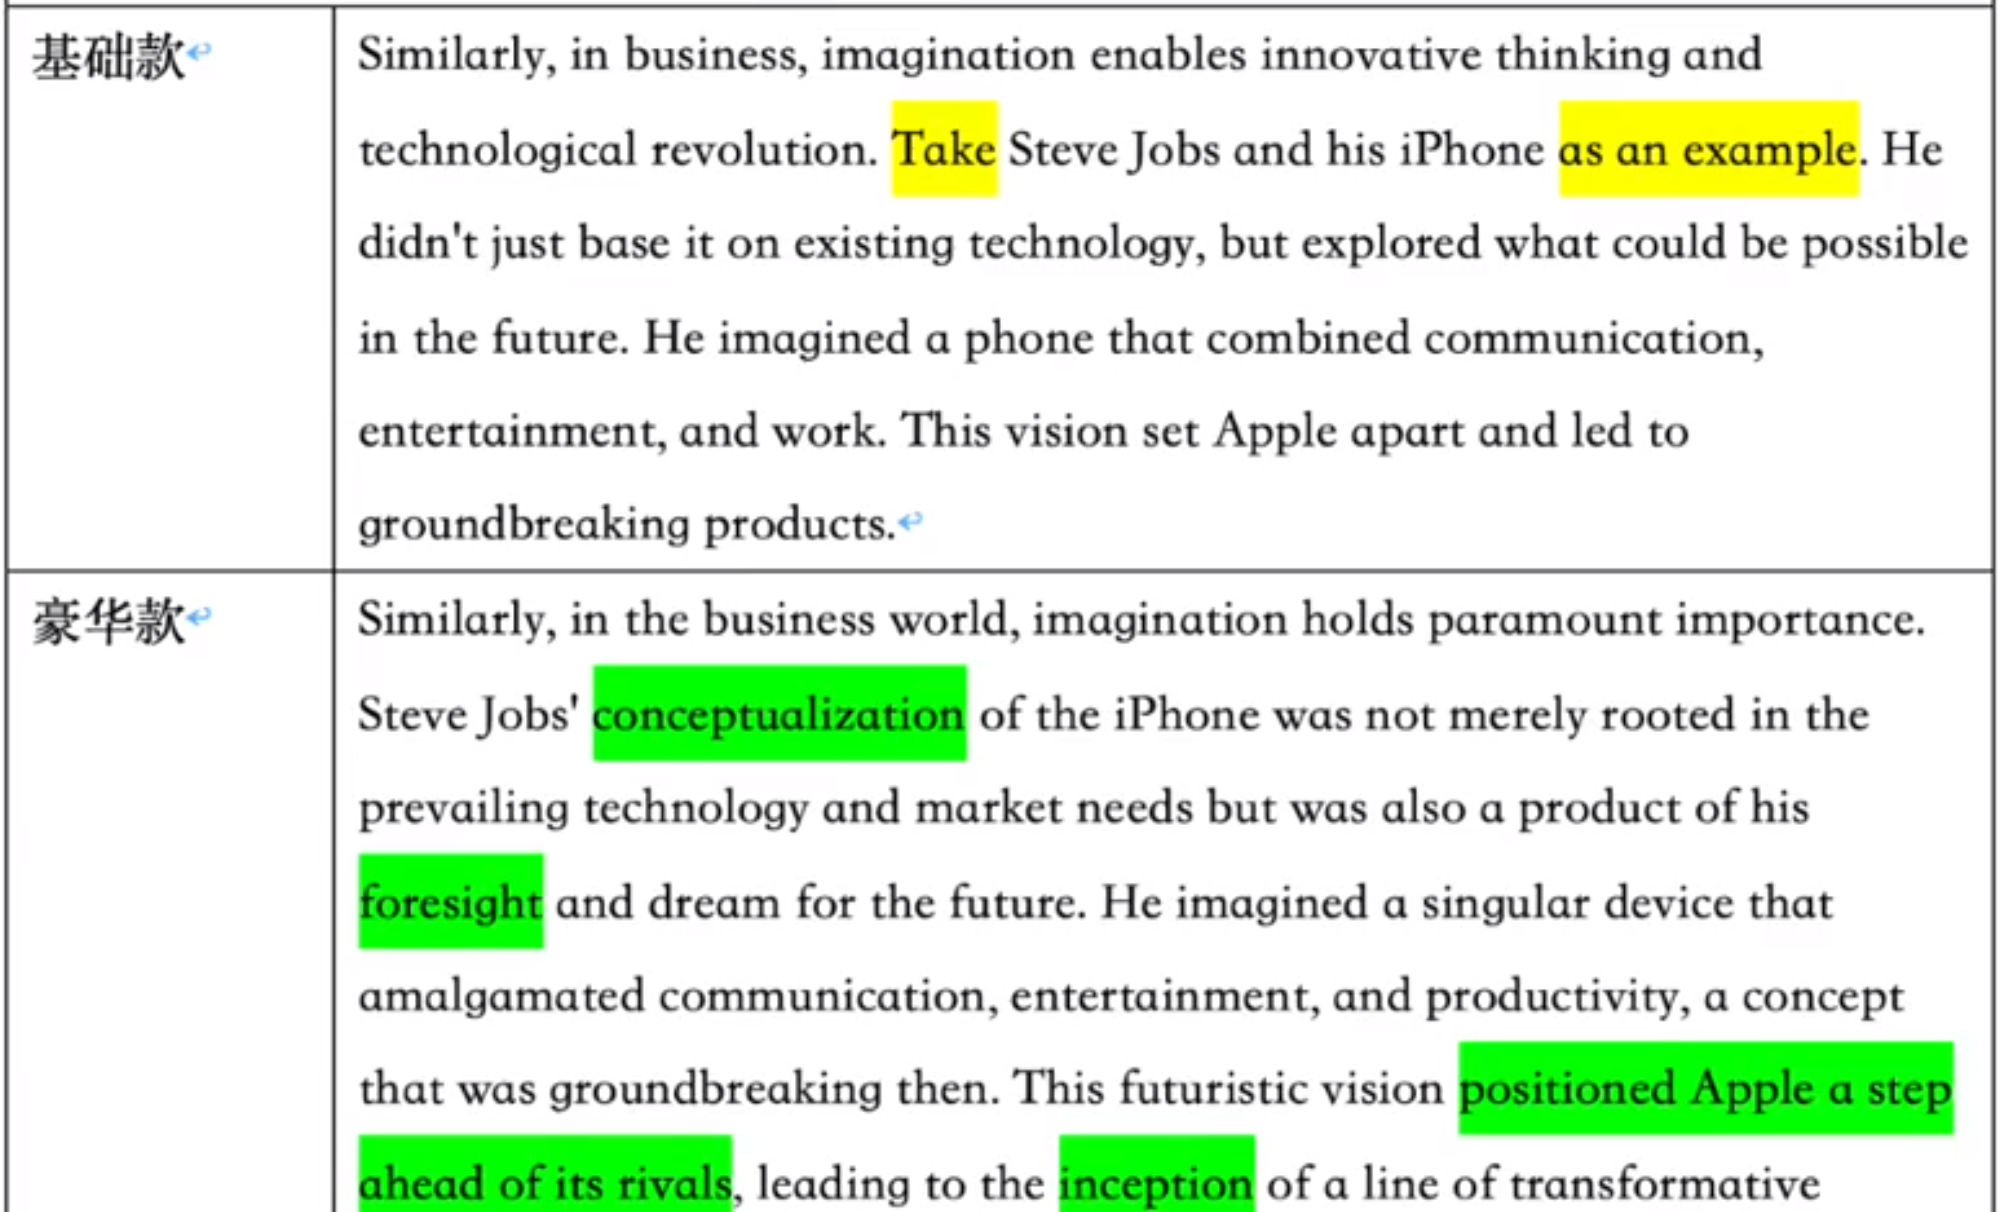 基础款
Similarly, in business, imagination enables innovative thinking and
technological revolution. Take Steve Jobs and his iPhone as an example. He
didn't just base it on existing technology, but explored what could be possible
in the future. He imagined a phone that combined communication,
entertainment, and work. This vision set Apple apart and led to
groundbreaking products.
豪华款
Similarly, in the business world, imagination holds paramount importance.
Steve Jobs' conceptualization of the iPhone was not merely rooted in the
prevailing technology and market needs but was also a product of his
foresight and dream for the future. He imagined a singular device that
amalgamated communication, entertainment, and productivity, a concept
that was groundbreaking then. This futuristic vision positioned Apple a step
ahead of its rivals, leading to the inception of a line of transformative